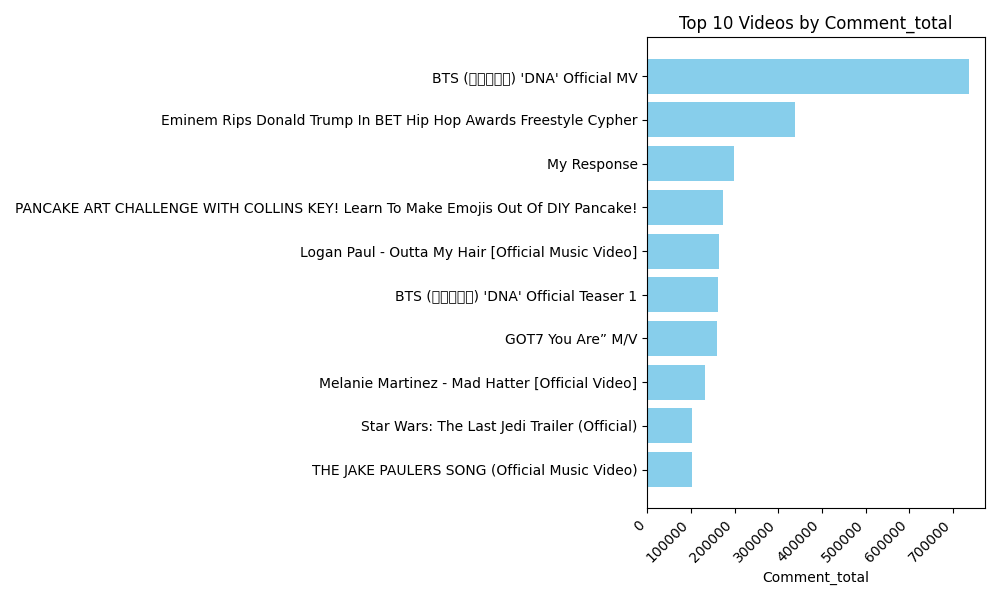 Top 10 Videos by Comment_total
BTS (□□□□□) 'DNA' Official MV
Eminem Rips Donald Trump In BET Hip Hop Awards Freestyle Cypher
My Response
PANCAKE ART CHALLENGE WITH COLLINS KEY! Learn To Make Emojis Out Of DIY Pancake!
Logan Paul - Outta My Hair [Official Music Video]
BTS (□□□□□) 'DNA' Official Teaser 1
GOT7 You Are” M/V
Melanie Martinez - Mad Hatter [Official Video]
Star Wars: The Last Jedi Trailer (Official)
THE JAKE PAULERS SONG (Official Music Video)
0
100000
200000
300000
400000
500000
600000
700000
Comment_total